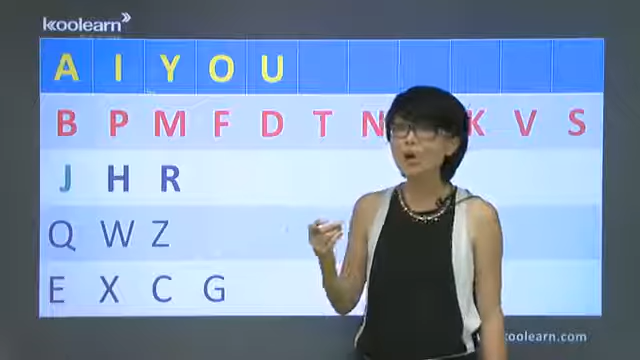 koolearn
A I Y O U
B P M F D T N K V S
J H R
Q W Z
E X C G
koolearn.com